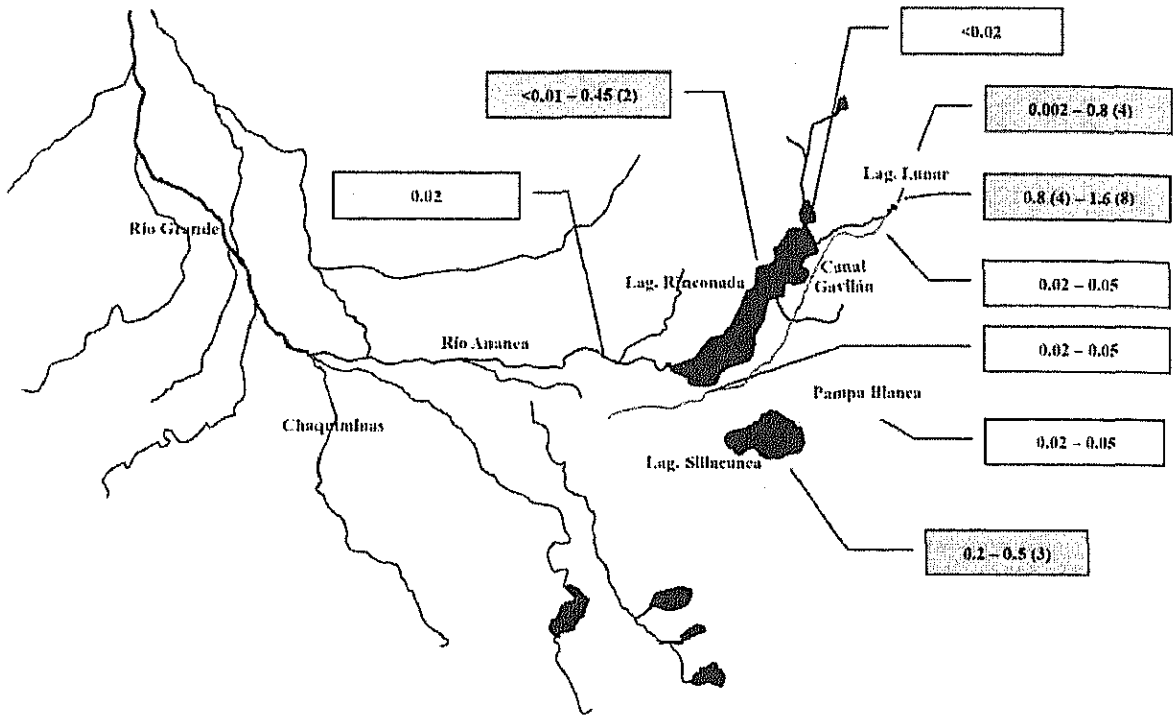 <0.02
<0.01 – 0.45 (2)
0.002 – 0.8 (4)
Lag. Lunar
0.02
0.8 (4) – 1.6 (8)
Río Grande
Canal
Gavilán
Lag. Rinconada
0.02 – 0.05
Río Ananea
0.02 – 0.05
Pampa Blanca
Chaquiminas
0.02 – 0.05
Lag. Sillacunca
0.2 – 0.5 (3)